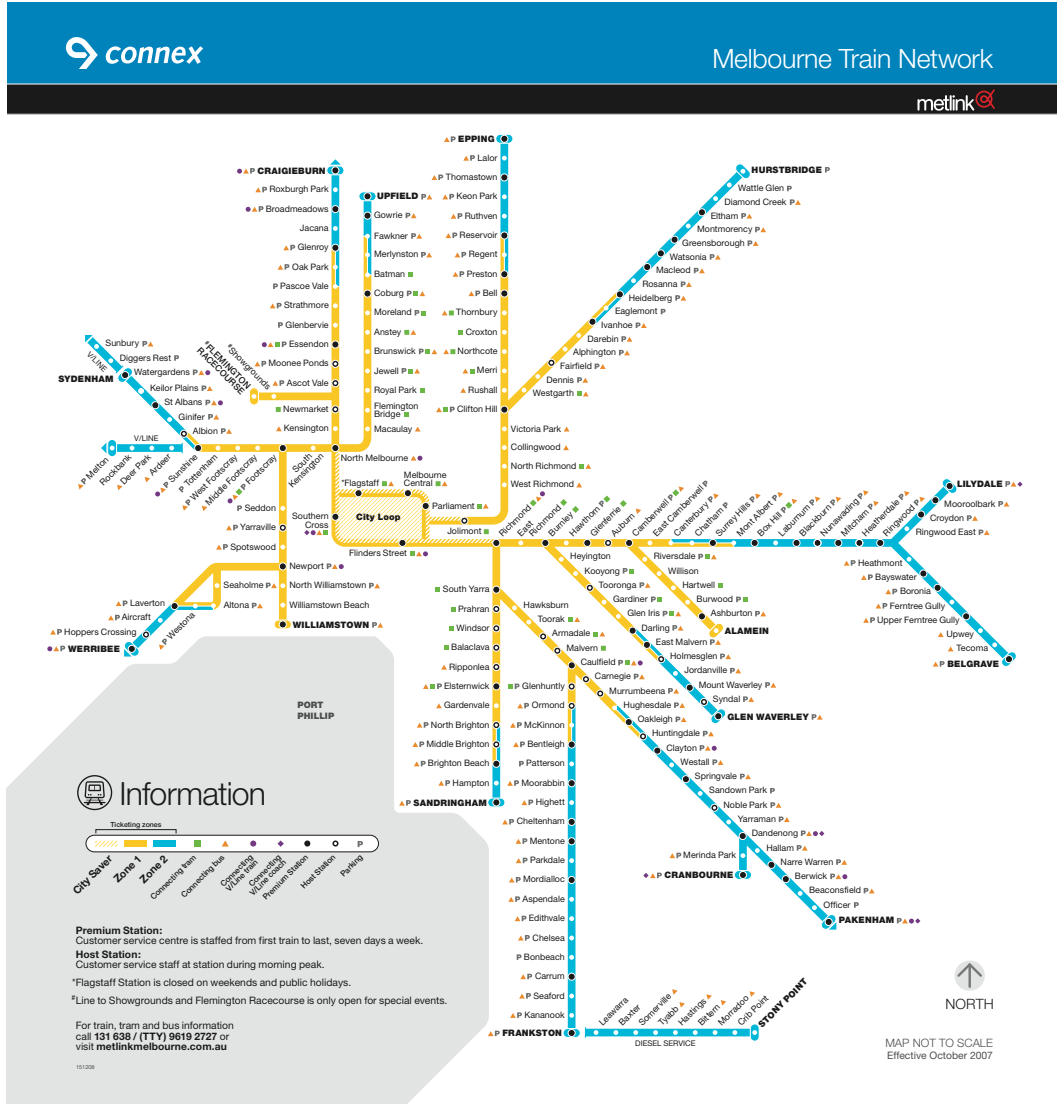 connex
Melbourne Train Network
metlink
P EPPING
P Lalor
P Thomastown
P Keon Park
P Ruthven
P Reservoir
P Regent
P Preston
P Bell
Thornbury
Croxton
Northcote
Merri
Rushall
P Clifton Hill
Victoria Park
Collingwood
North Richmond
West Richmond
P CRAIGIEBURN
P Roxburgh Park
P Broadmeadows
Jacana
P Glenroy
P Oak Park
P Pascoe Vale
P Strathmore
P Glenbervie
P Essendon
P Moonee Ponds
P Ascot Vale
Newmarket
Kensington
UPFIELD P
Gowrie P
Fawkner P
Merlynston P
Batman
Coburg P
Moreland P
Anstey
Brunswick P
Jewell P
Royal Park
Flemington
Bridge
Macaulay
HURSTBRIDGE P
Wattle Glen P
Diamond Creek P
Eltham P
Montmorency P
Greensborough P
Watsonia P
Macleod P
Rosanna P
Heidelberg P
Eaglemont P
Ivanhoe P
Darebin P
Alphington P
Fairfield P
Dennis P
Westgarth
#Showgrounds
#FLEMINGTON
RACECOURSE
Sunbury P
V/LINE
Diggers Rest P
Watergardens P
SYDENHAM
Keilor Plains P
St Albans P
Ginifer P
Albion P
V/LINE
P Melton
Rockbank
Deer Park
Ardeer
P Sunshine
P Tottenham
P West Footscray
Middle Footscray
P Footscray
South
Kensington
North Melbourne
*Flagstaff
Melbourne
Central
Parliament
City Loop
Southern
Cross
Jolimont
Flinders Street
P Seddon
P Yarraville
P Spotswood
Newport P
Seaholme P
North Williamstown P
Altona P
Williamstown Beach
WILLIAMSTOWN P
P Laverton
P Aircraft
P Hoppers Crossing
P WERRIBEE
P Westona
Richmond
East Richmond
Burnley
Hawthorn P
Glenferrie
Auburn
Camberwell P
East Camberwell P
Canterbury P
Chatham P
Surrey Hills P
Mont Albert P
Box Hill P
Laburnum P
Blackburn P
Nunawading P
Mitcham P
Heatherdale P
Ringwood P
LILYDALE P
Mooroolbark P
Croydon P
Ringwood East P
P Heathmont
P Bayswater
P Boronia
P Ferntree Gully
P Upper Ferntree Gully
Upwey
Tecoma
P BELGRAVE
Riversdale P
Willison
Hartwell
Burwood P
Ashburton P
ALAMEIN
Heyington
Kooyong P
Tooronga P
Gardiner P
Glen Iris P
Darling P
East Malvern P
Holmesglen P
Jordanville P
Mount Waverley P
Syndal P
GLEN WAVERLEY P
South Yarra
Prahran
Windsor
Balaclava
Ripponlea
P Elsternwick
Gardenvale
P North Brighton
P Middle Brighton
P Brighton Beach
P Hampton
P SANDRINGHAM
Hawksburn
Toorak
Armadale
Malvern
Caulfield P
Carnegie P
Murrumbeena P
Hughesdale P
Oakleigh P
Huntingdale P
Clayton P
Westall P
Springvale P
Sandown Park P
Noble Park P
Yarraman P
Dandenong P
Hallam P
Narre Warren P
Berwick P
Beaconsfield P
Officer P
PAKENHAM P
P Merinda Park
P CRANBOURNE
P Glenhuntly
P Ormond
P McKinnon
P Bentleigh
P Patterson
P Moorabbin
P Highett
P Cheltenham
P Mentone
P Parkdale
P Mordialloc
P Aspendale
P Edithvale
P Chelsea
P Bonbeach
P Carrum
P Seaford
P Kananook
P FRANKSTON
Leawarra
Baxter
Somerville
Tyabb
Hastings
Bittern
Morradoo
Crib Point
STONY POINT
DIESEL SERVICE
PORT
PHILLIP
Information
Ticketing zones
City Saver
Zone 1
Zone 2
Connecting tram
Connecting bus
Connecting
V/Line train
Connecting
V/Line coach
Premium Station
Host Station
P
Parking
Premium Station:
Customer service centre is staffed from first train to last, seven days a week.
Host Station:
Customer service staff at station during morning peak.
*Flagstaff Station is closed on weekends and public holidays.
#Line to Showgrounds and Flemington Racecourse is only open for special events.
For train, tram and bus information
call 131 638 / (TTY) 9619 2727 or
visit metlinkmelbourne.com.au
151208
NORTH
MAP NOT TO SCALE
Effective October 2007